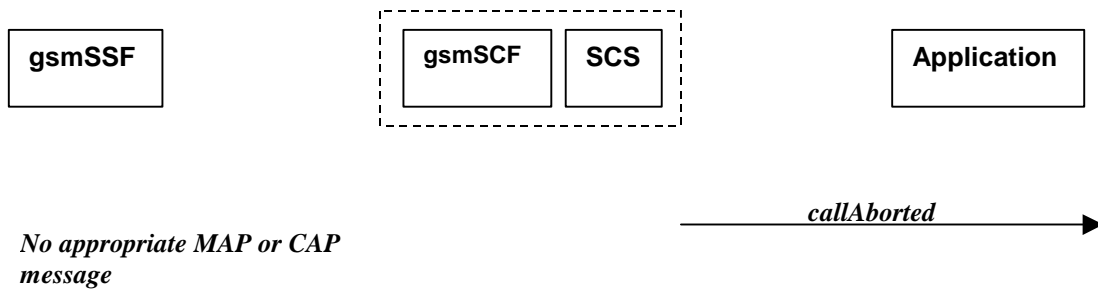 gsmSSF
gsmSCF
SCS
Application
callAborted
No appropriate MAP or CAP
message